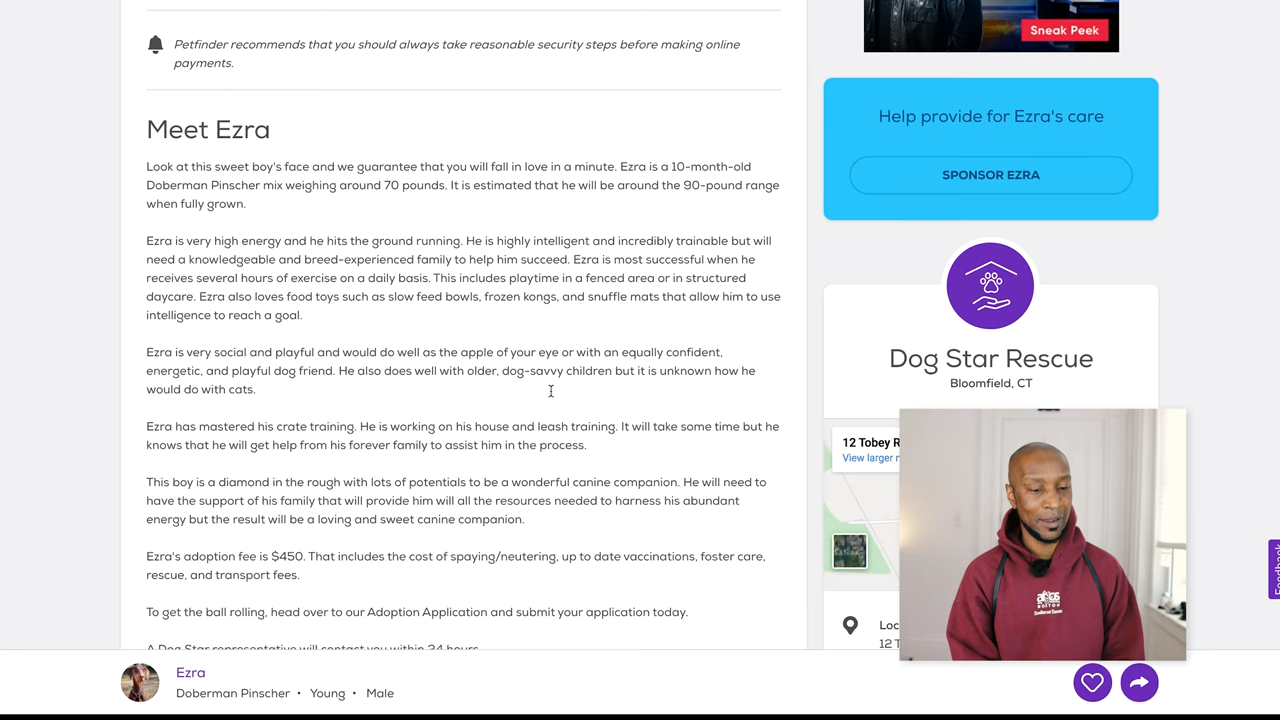 Sneak Peek
Petfinder recommends that you should always take reasonable security steps before making online
payments.
Meet Ezra
Look at this sweet boy's face and we guarantee that you will fall in love in a minute. Ezra is a 10-month-old
Doberman Pinscher mix weighing around 70 pounds. It is estimated that he will be around the 90-pound range
when fully grown.
Ezra is very high energy and he hits the ground running. He is highly intelligent and incredibly trainable but will
need a knowledgeable and breed-experienced family to help him succeed. Ezra is most successful when he
receives several hours of exercise on a daily basis. This includes playtime in a fenced area or in structured
daycare. Ezra also loves food toys such as slow feed bowls, frozen kongs, and snuffle mats that allow him to use
intelligence to reach a goal.
Ezra is very social and playful and would do well as the apple of your eye or with an equally confident,
energetic, and playful dog friend. He also does well with older, dog-savvy children but it is unknown how he
would do with cats.
Ezra has mastered his crate training. He is working on his house and leash training. It will take some time but he
knows that he will get help from his forever family to assist him in the process.
This boy is a diamond in the rough with lots of potentials to be a wonderful canine companion. He will need to
have the support of his family that will provide him will all the resources needed to harness his abundant
energy but the result will be a loving and sweet canine companion.
Ezra's adoption fee is $450. That includes the cost of spaying/neutering, up to date vaccinations, foster care,
rescue, and transport fees.
To get the ball rolling, head over to our Adoption Application and submit your application today.
A Dog Star representative will contact you within 24 hours
Help provide for Ezra's care
SPONSOR EZRA
Dog Star Rescue
Bloomfield, CT
12 Tobey R
View larger
Loc
12 T
Feedback
Ezra
Doberman Pinscher • Young • Male